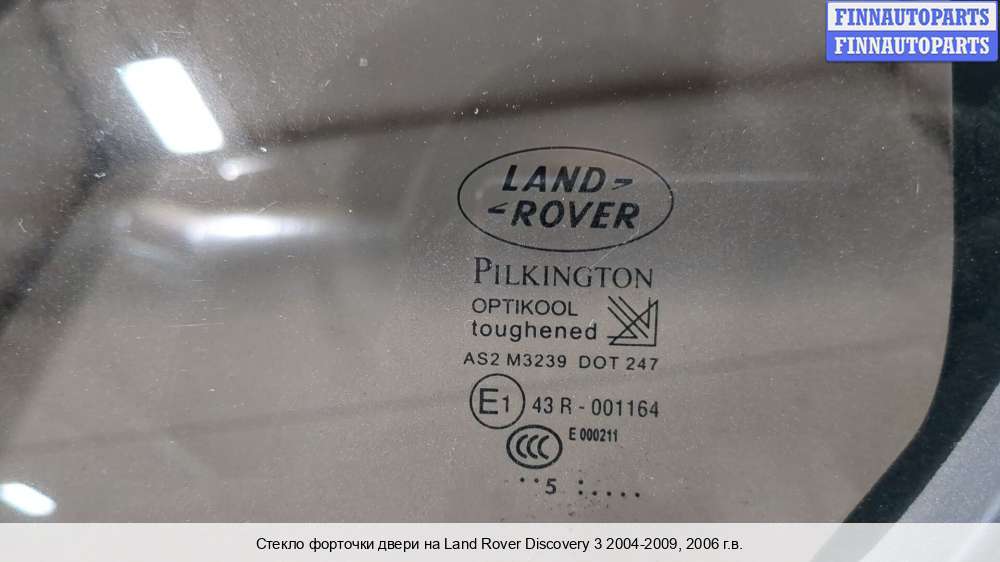 FINNAUTOPARTS
FINNAUTOPARTS
LAND
ROVER
PILKINGTON
OPTIKOOL
toughened
AS2 M3239 DOT 247
E1 43 R - 001164
E 000211
CCC
··5 :....
Стекло форточки двери на Land Rover Discovery 3 2004-2009, 2006 г.в.